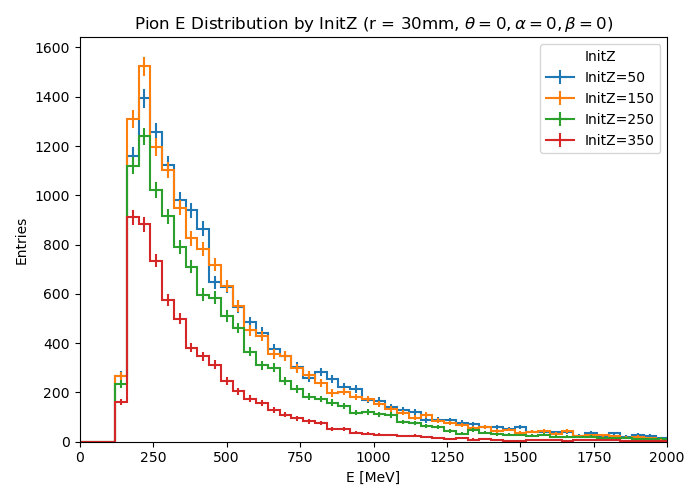 Pion E Distribution by InitZ (r = 30mm, θ = 0, α = 0, β = 0)
1600
1400
1200
1000
800
600
400
200
0
Entries
InitZ
InitZ=50
InitZ=150
InitZ=250
InitZ=350
0 250 500 750 1000 1250 1500 1750 2000
E [MeV]